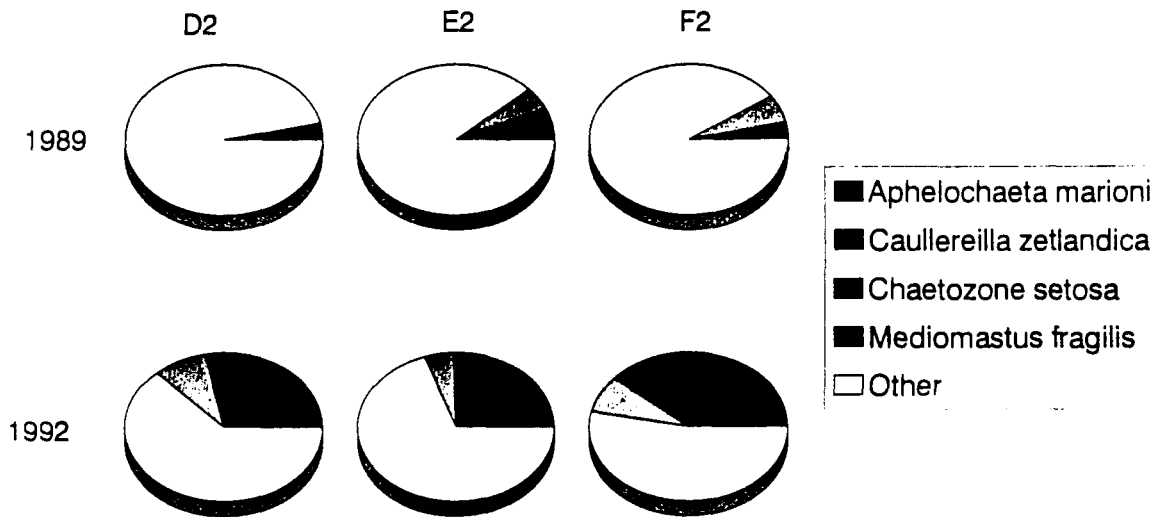 D2 E2 F2
1989
Aphelochaeta marioni
Caullereilla zetlandica
Chaetozone setosa
Mediomastus fragilis
Other
1992